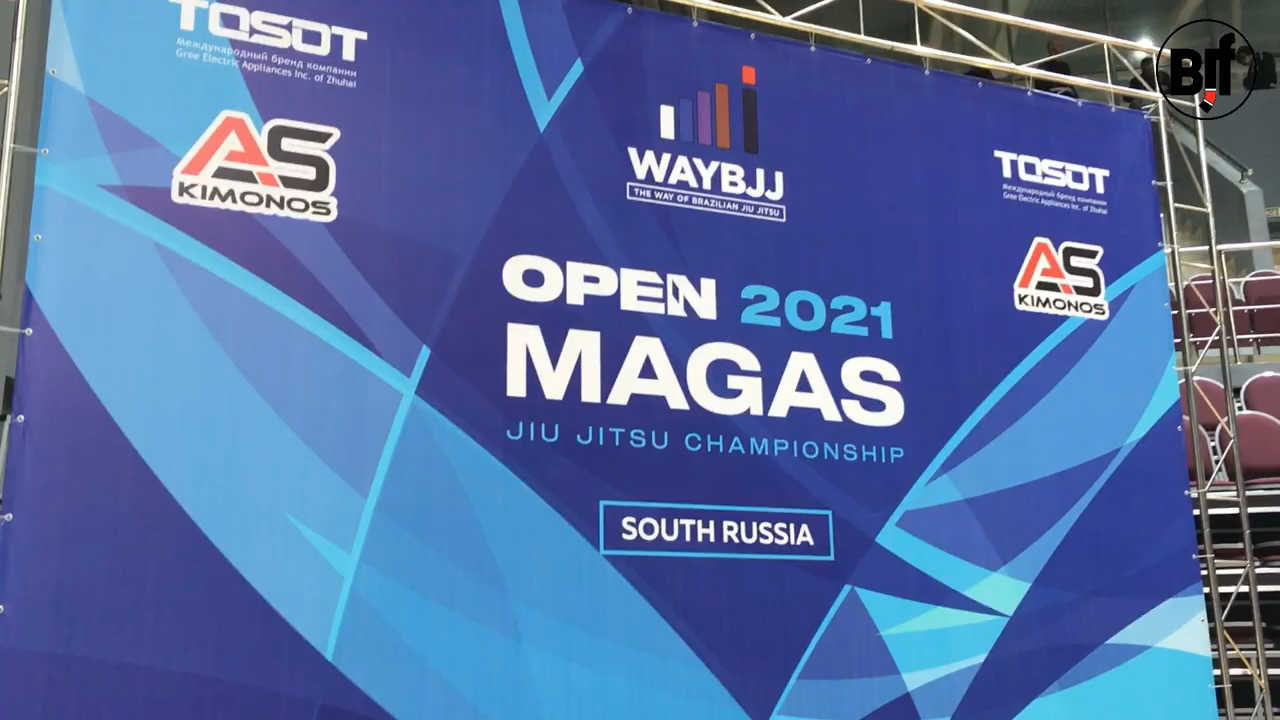 TOSOT
Международный бренд компании
Gree Electric Appliances Inc. of Zhuhai
AS
KIMONOS
WAYBJJ
THE WAY OF BRAZILIAN JIU JITSU
TOSOT
Международный бренд компании
Gree Electric Appliances Inc. of Zhuhai
AS
KIMONOS
OPEN 2021
MAGAS
JIU JITSU CHAMPIONSHIP
SOUTH RUSSIA
BJf